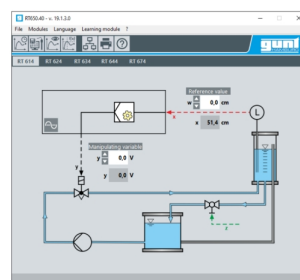 RT650.40 - v. 19.1.3.0
File Modules Language Learning module ?
gunt
RT 614 RT 624 RT 634 RT 644 RT 674
Reference value
w 0,0 cm
x 51,4 cm
L
x
Manipulating variable
y 0,0 V
y 0,0 V
y
z